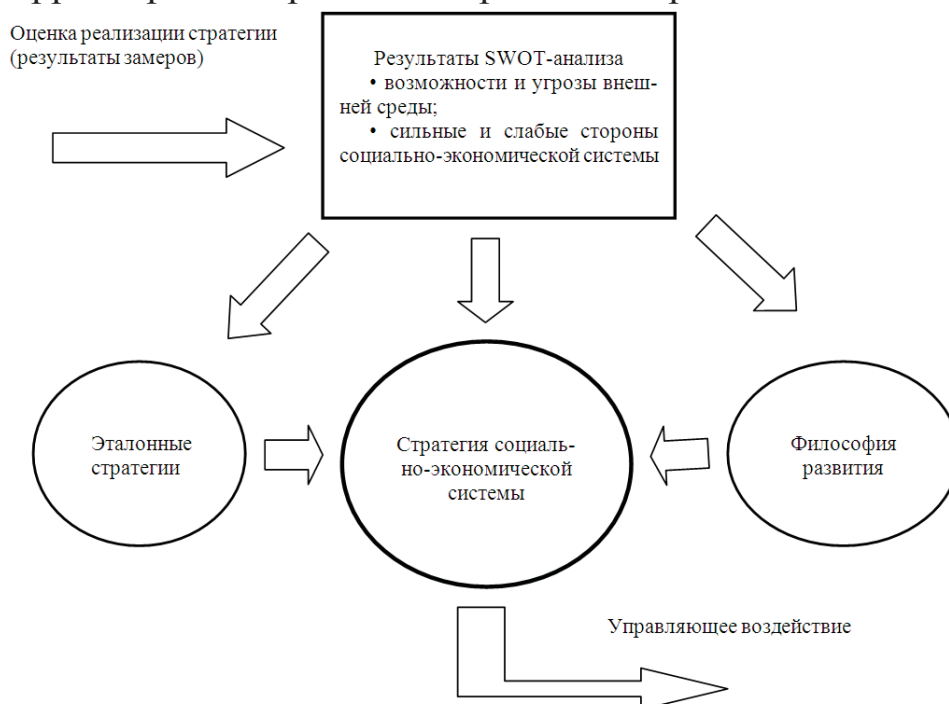 Оценка реализации стратегии
(результаты замеров)
Результаты SWOT-анализа
• возможности и угрозы внеш-
ней среды;
• сильные и слабые стороны
социально-экономической системы
Эталонные
стратегии
Стратегия социаль-
но-экономической
системы
Философия
развития
Управляющее воздействие